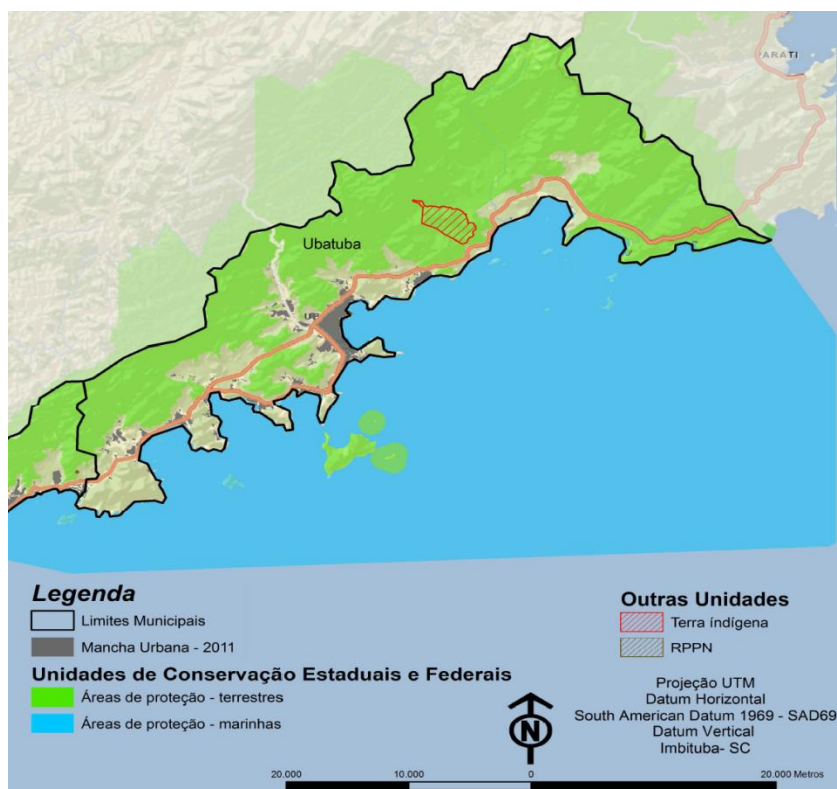 ARATI
Ubatuba
UB
Legenda
Limites Municipais
Mancha Urbana - 2011
Unidades de Conservação Estaduais e Federais
Áreas de proteção - terrestres
Áreas de proteção - marinhas
Outras Unidades
Terra índígena
RPPN
Projeção UTM
Datum Horizontal
South American Datum 1969 - SAD69
Datum Vertical
Imbituba- SC
N
20.000 10.000 0 20.000 Metros